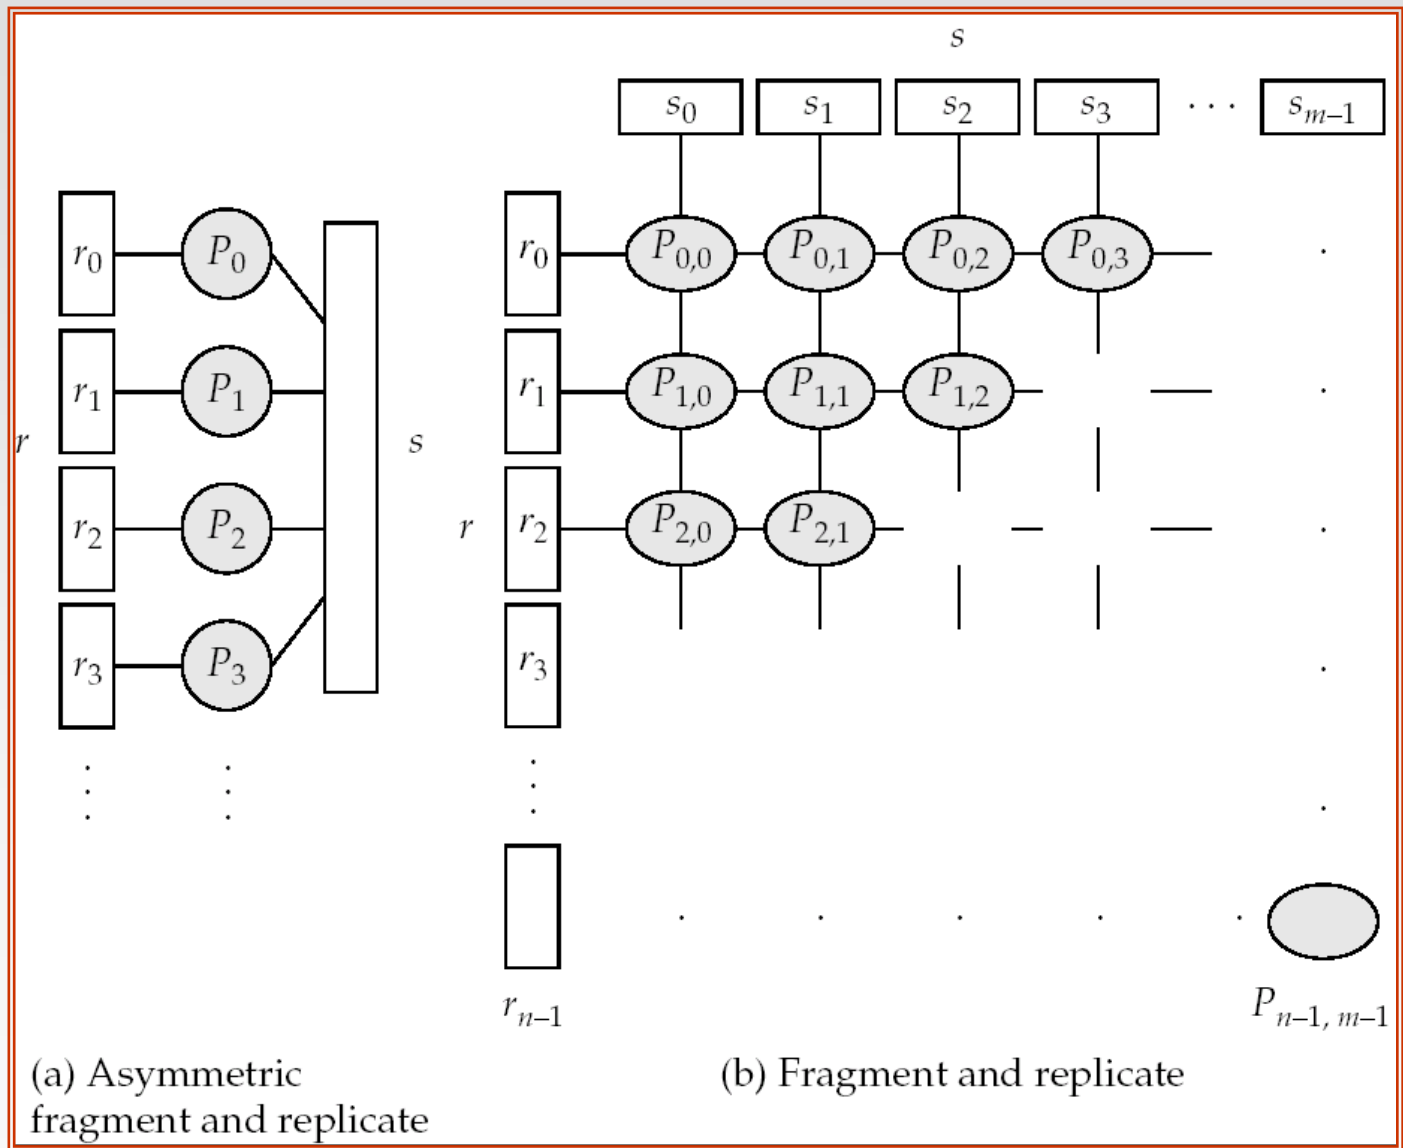 s
s0 s1 s2 s3 . . . sm–1
r0 P0
r1 P1
r s
r2 P2
r3 P3
. .
. .
. .
r0 P0,0 P0,1 P0,2 P0,3 .
r1 P1,0 P1,1 P1,2 .
r
r2 P2,0 P2,1 .
r3 .
.
.
. .
. . . . .
rn–1 Pn–1, m–1
(a) Asymmetric
fragment and replicate
(b) Fragment and replicate